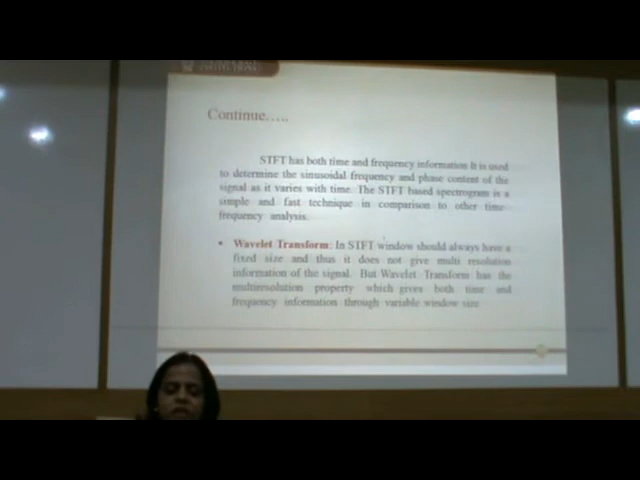 Continue.....
STFT has both time and frequency information It is used
to determine the sinusoidal frequency and phase content of the
signal as it varies with time. The STFT based spectrogram is a
simple and fast technique in comparison to other time
frequency analysis.
• Wavelet Transform: In STFT window should always have a
fixed size and thus it does not give multi resolution
information of the signal. But Wavelet Transform has the
multiresolution property which gives both time and
frequency information through variable window size